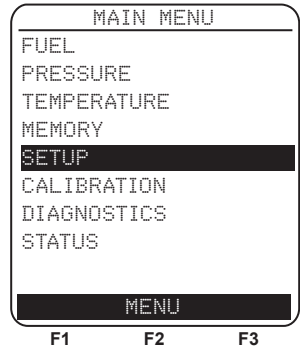 MAIN MENU
FUEL
PRESSURE
TEMPERATURE
MEMORY
SETUP
CALIBRATION
DIAGNOSTICS
STATUS
MENU
F1 F2 F3